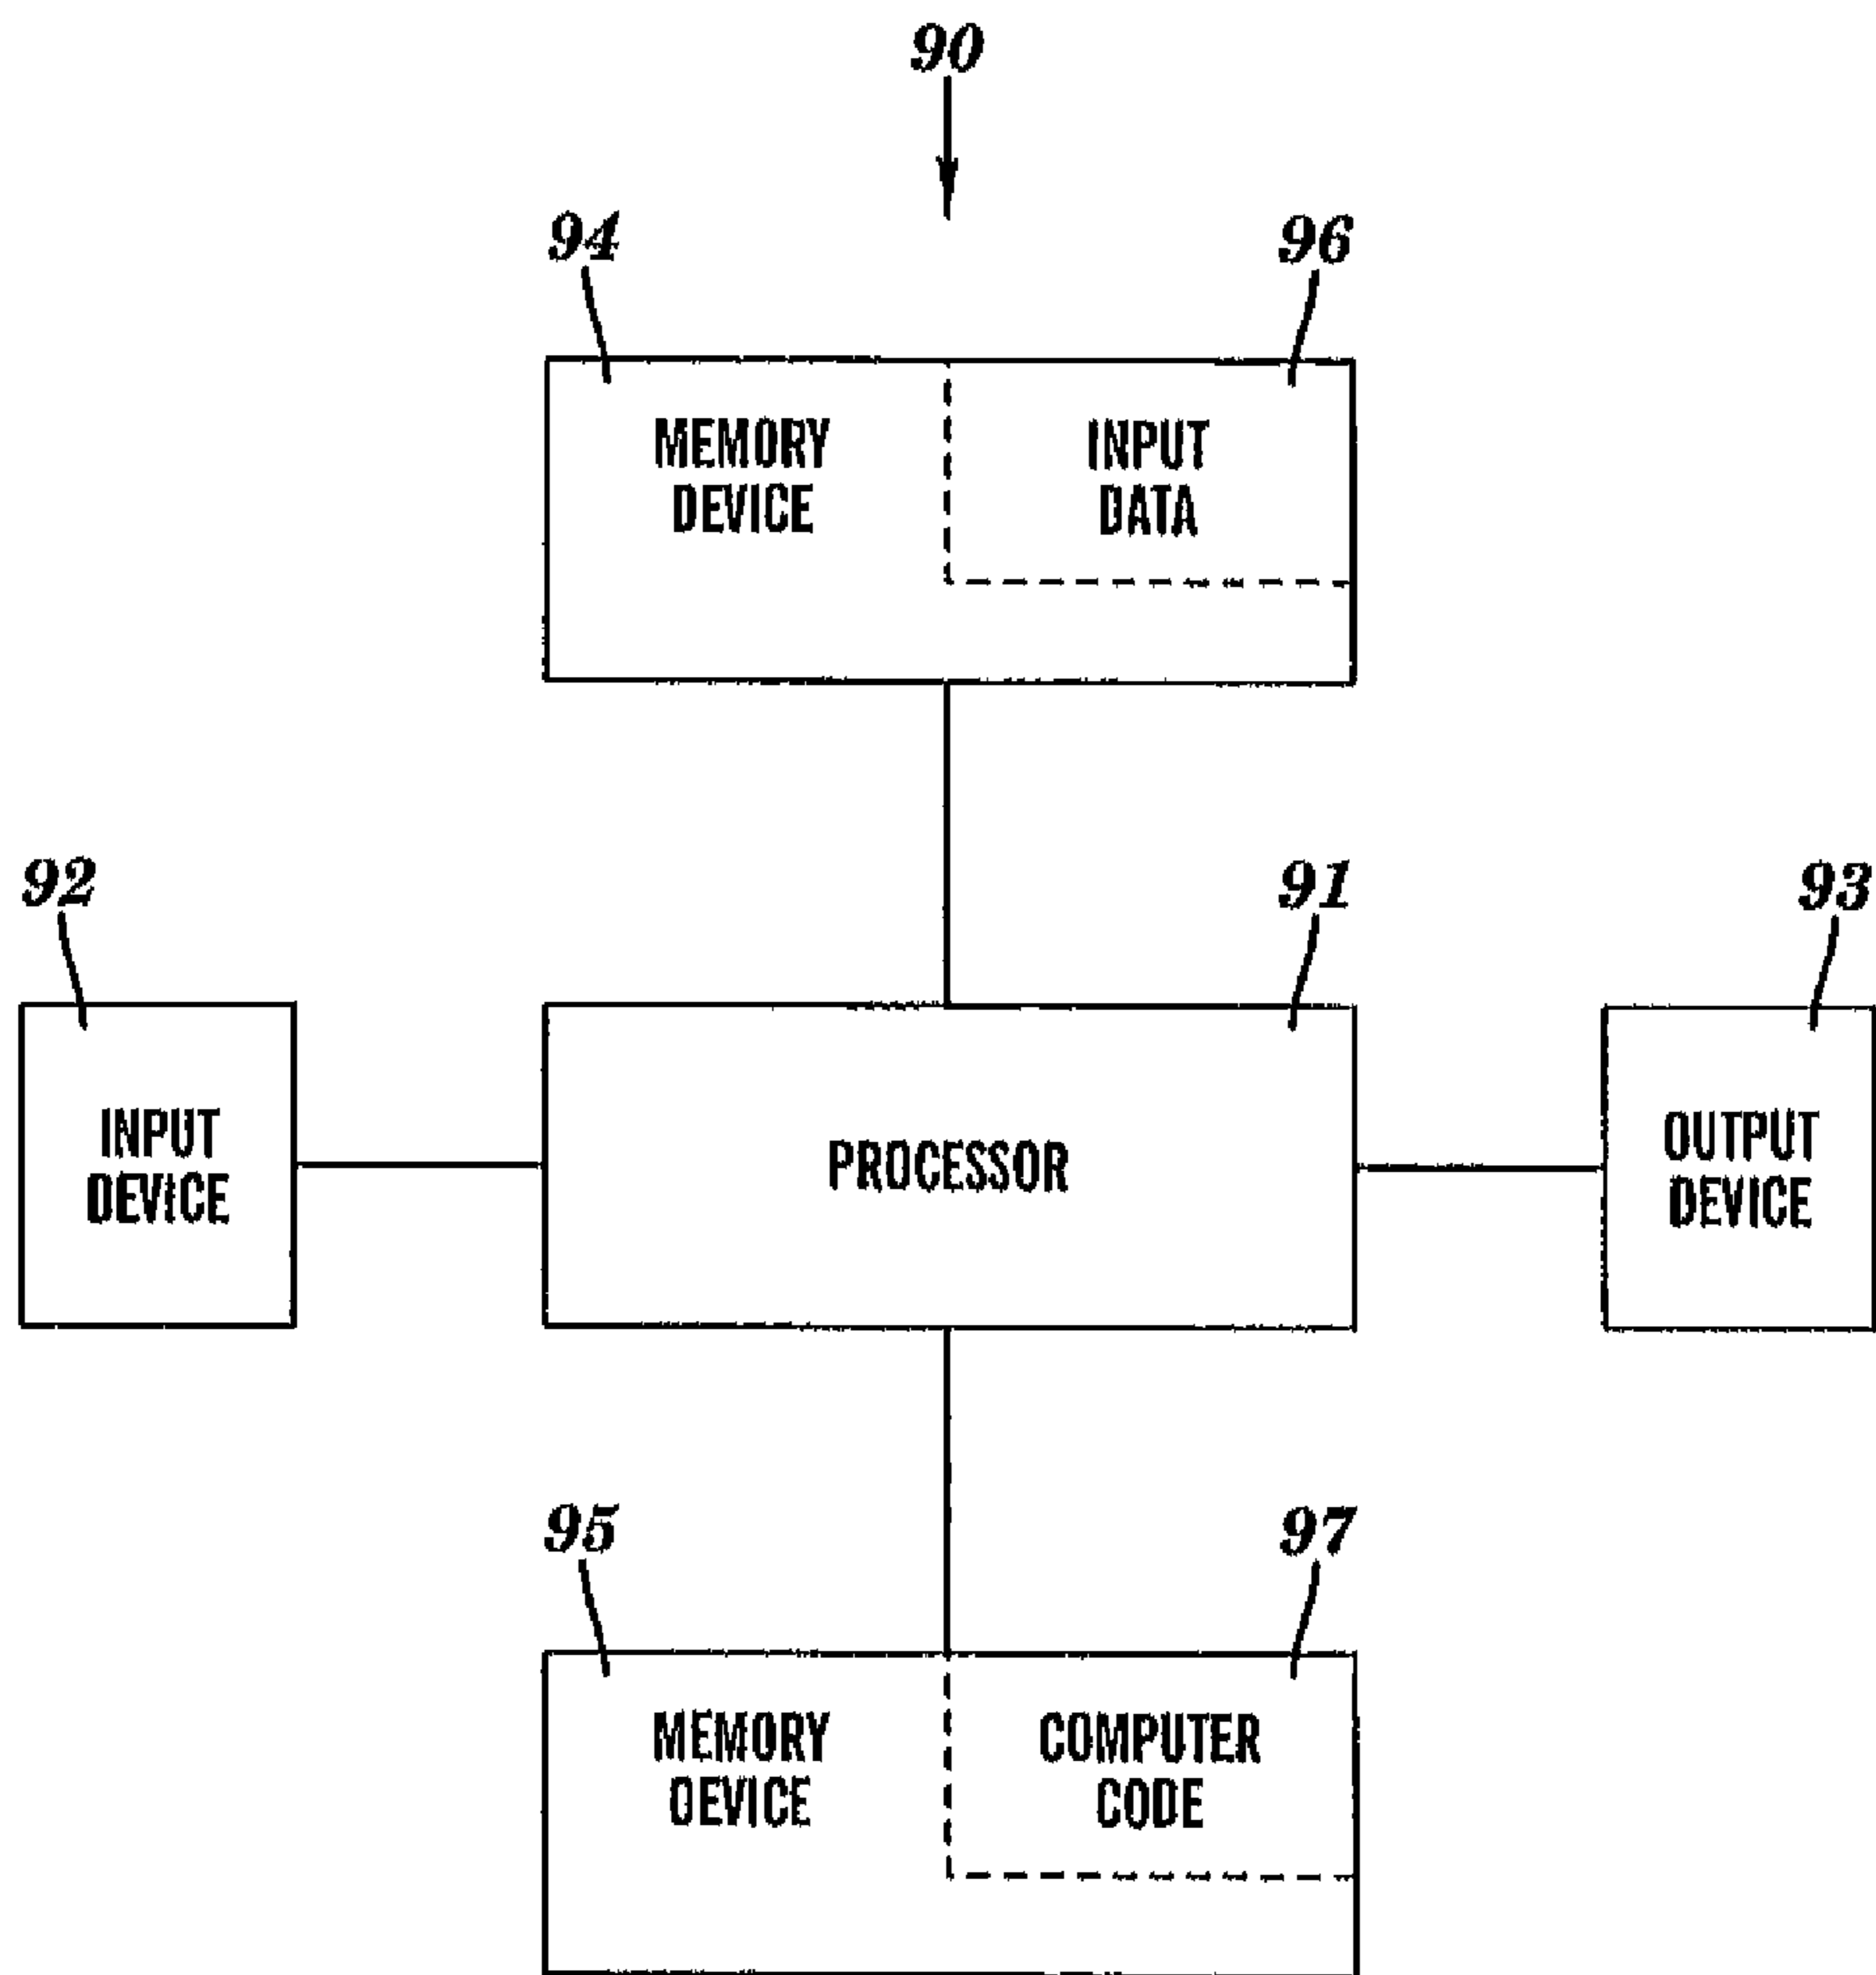 90
94
96
MEMORY
DEVICE
INPUT
DATA
92
91
93
INPUT
DEVICE
PROCESSOR
OUTPUT
DEVICE
95
97
MEMORY
DEVICE
COMPUTER
CODE